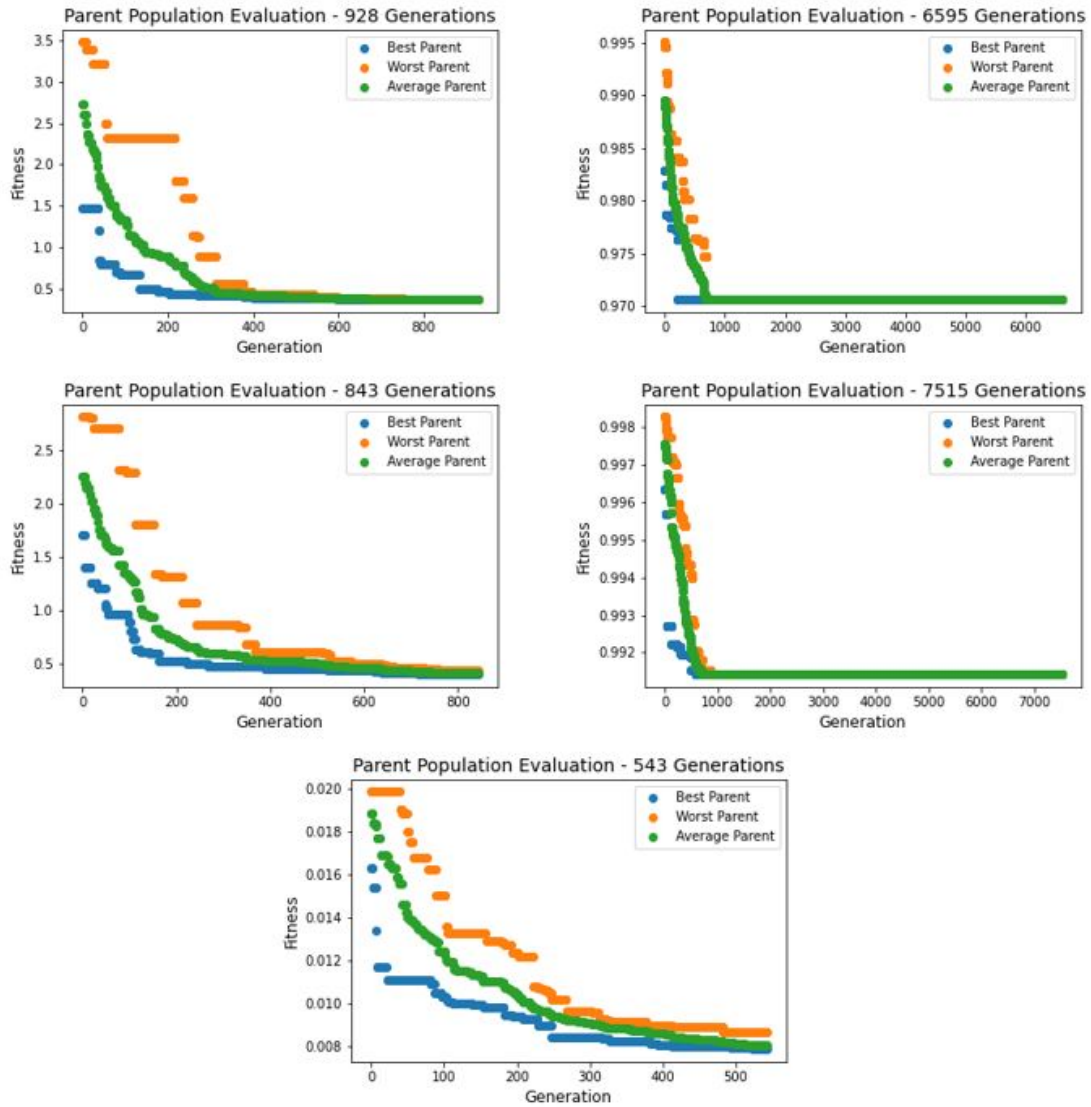 Parent Population Evaluation - 928 Generations
3.5
3.0
2.5
2.0
1.5
1.0
0.5
Fitness
Best Parent
Worst Parent
Average Parent
0 200 400 600 800
Generation
Parent Population Evaluation - 6595 Generations
0.995
0.990
0.985
0.980
0.975
0.970
Fitness
Best Parent
Worst Parent
Average Parent
0 1000 2000 3000 4000 5000 6000
Generation
Parent Population Evaluation - 843 Generations
2.5
2.0
1.5
1.0
0.5
Fitness
Best Parent
Worst Parent
Average Parent
0 200 400 600 800
Generation
Parent Population Evaluation - 7515 Generations
0.998
0.997
0.996
0.995
0.994
0.993
0.992
Fitness
Best Parent
Worst Parent
Average Parent
0 1000 2000 3000 4000 5000 6000 7000
Generation
Parent Population Evaluation - 543 Generations
0.020
0.018
0.016
0.014
0.012
0.010
0.008
Fitness
Best Parent
Worst Parent
Average Parent
0 100 200 300 400 500
Generation